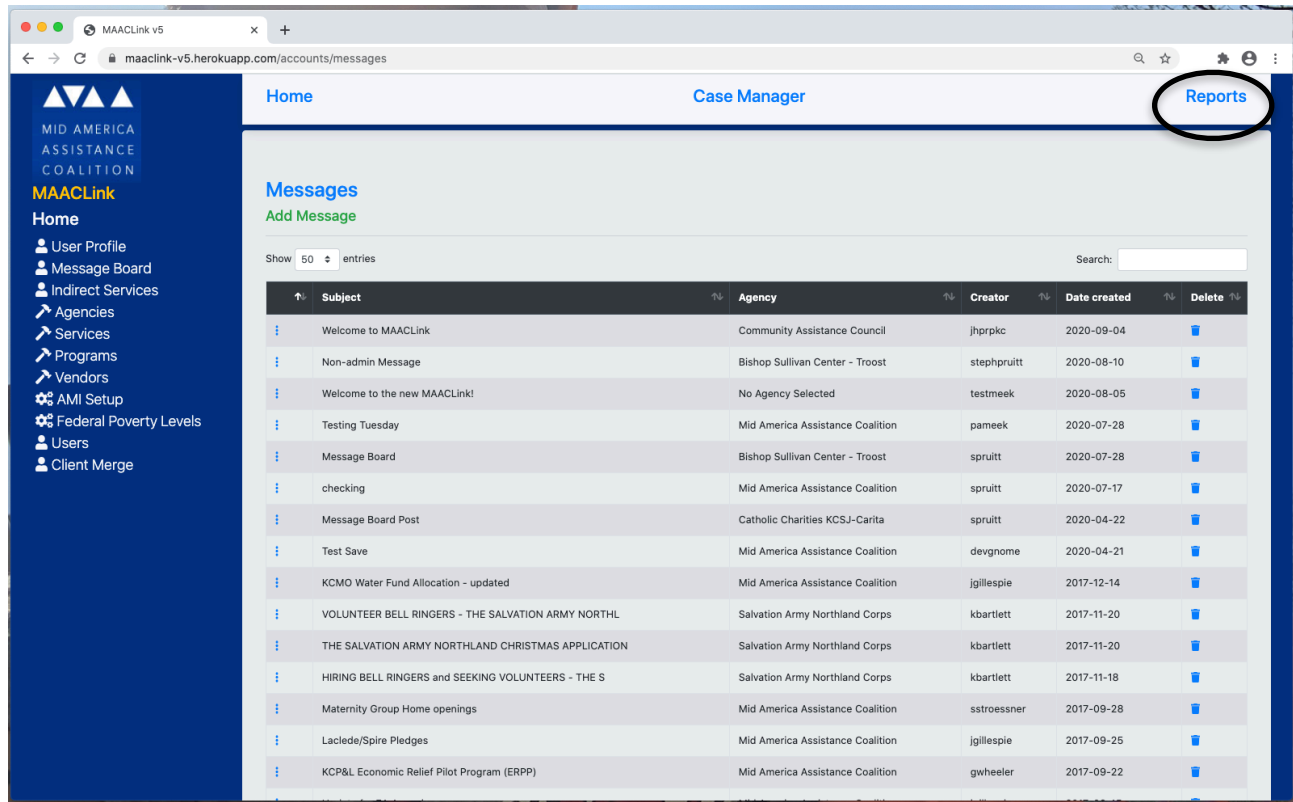 MAACLink v5
maaclink-v5.herokuapp.com/accounts/messages
MID AMERICA
ASSISTANCE
COALITION
MAACLink
Home
User Profile
Message Board
Indirect Services
Agencies
Services
Programs
Vendors
AMI Setup
Federal Poverty Levels
Users
Client Merge
Home Case Manager Reports
Messages
Add Message
Show 50 entries Search:
Subject Agency Creator Date created Delete
Welcome to MAACLink Community Assistance Council jhprpkc 2020-09-04
Non-admin Message Bishop Sullivan Center - Troost stephpruitt 2020-08-10
Welcome to the new MAACLink! No Agency Selected testmeek 2020-08-05
Testing Tuesday Mid America Assistance Coalition pameek 2020-07-28
Message Board Bishop Sullivan Center - Troost spruitt 2020-07-28
checking Mid America Assistance Coalition spruitt 2020-07-17
Message Board Post Catholic Charities KCSJ-Carita spruitt 2020-04-22
Test Save Mid America Assistance Coalition devgnome 2020-04-21
KCMO Water Fund Allocation - updated Mid America Assistance Coalition jgillespie 2017-12-14
VOLUNTEER BELL RINGERS - THE SALVATION ARMY NORTHL Salvation Army Northland Corps kbartlett 2017-11-20
THE SALVATION ARMY NORTHLAND CHRISTMAS APPLICATION Salvation Army Northland Corps kbartlett 2017-11-20
HIRING BELL RINGERS and SEEKING VOLUNTEERS - THE S Salvation Army Northland Corps kbartlett 2017-11-18
Maternity Group Home openings Mid America Assistance Coalition sstroessner 2017-09-28
Laclede/Spire Pledges Mid America Assistance Coalition jgillespie 2017-09-25
KCP&L Economic Relief Pilot Program (ERPP) Mid America Assistance Coalition gwheeler 2017-09-22